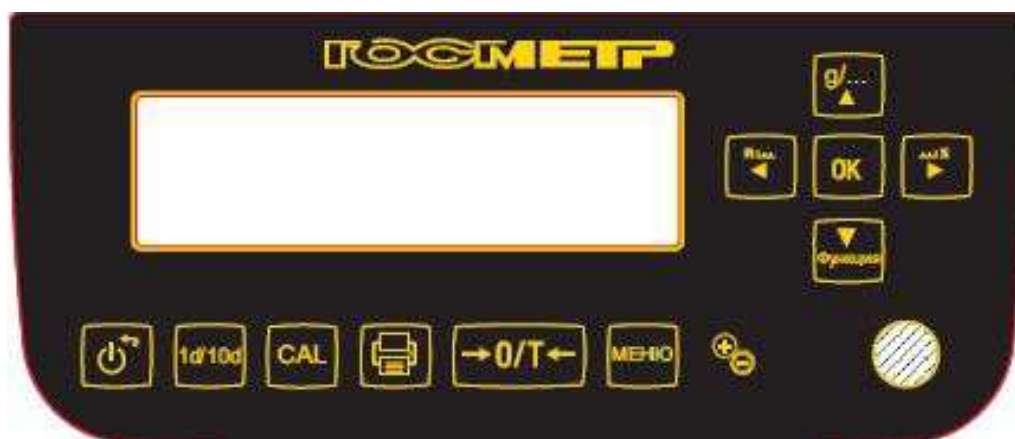 ГОСМЕТР
g/...
OK
Функция
1d/10d
CAL
→0/T←
МЕНЮ